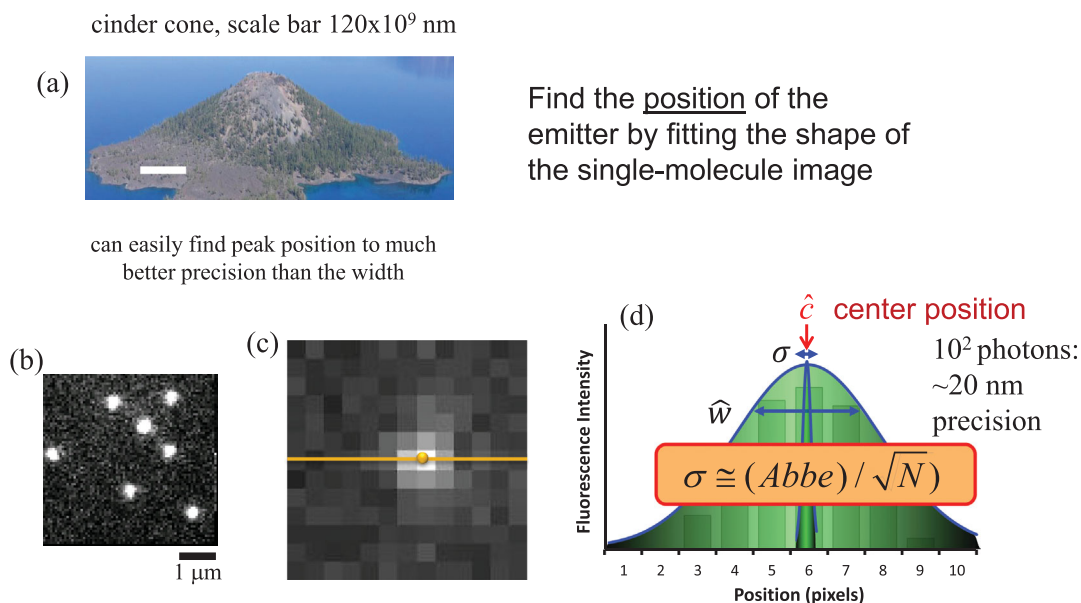 cinder cone, scale bar 120x10⁹ nm
(a)
Find the position of the
emitter by fitting the shape of
the single-molecule image
can easily find peak position to much
better precision than the width
(b)
1 μm
(c)
(d)
ĉ center position
σ
ŵ
10² photons:
~20 nm
precision
σ ≅ (Abbe) / √N)
Fluorescence Intensity
1 2 3 4 5 6 7 8 9 10
Position (pixels)